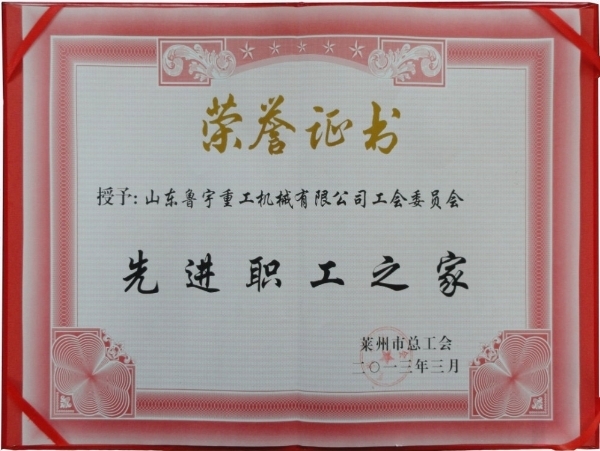 荣誉证书
授予：山东鲁宇重工机械有限公司工会委员会
先进职工之家
莱州市总工会
二〇一三年三月